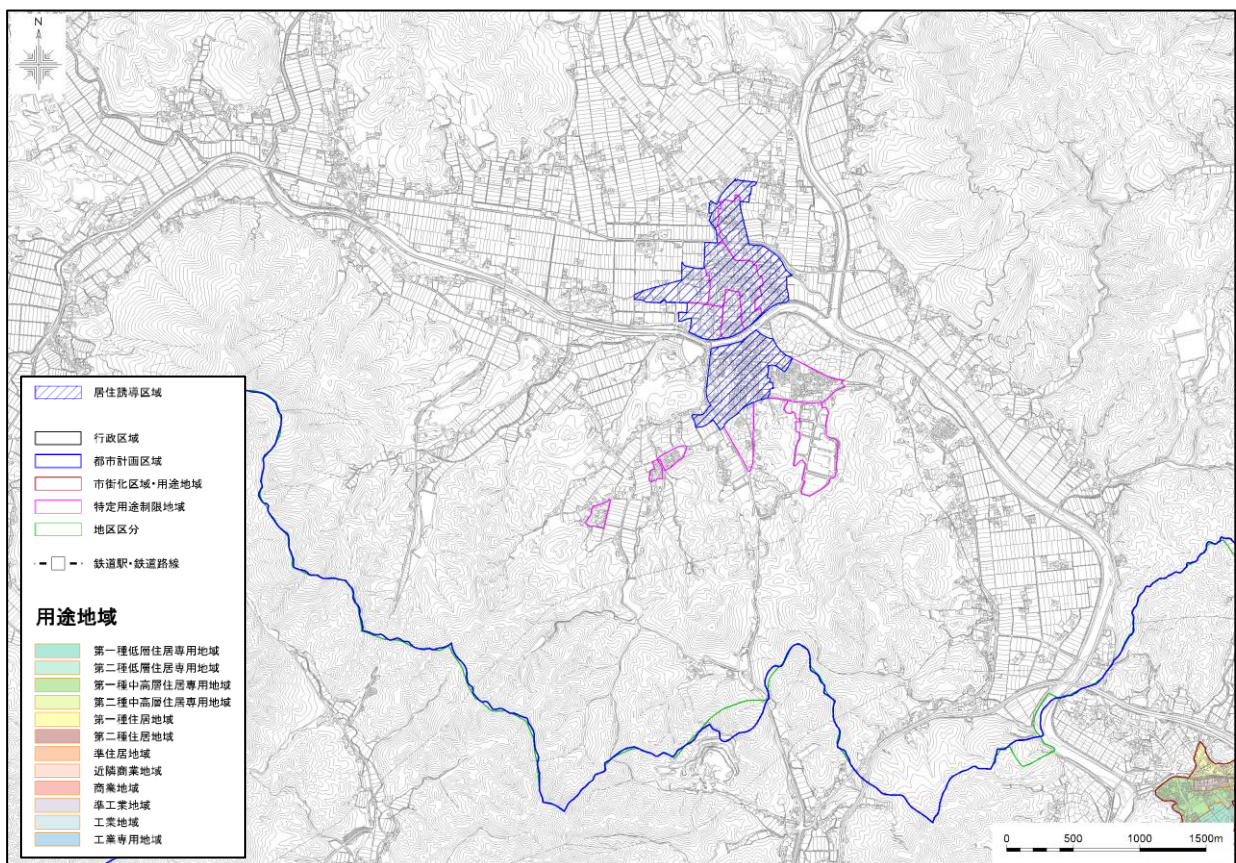 N
居住誘導区域
行政区域
都市計画区域
市街化区域・用途地域
特定用途制限地域
地区区分
鉄道駅・鉄道路線
用途地域
第一種低層住居専用地域
第二種低層住居専用地域
第一種中高層住居専用地域
第二種中高層住居専用地域
第一種住居地域
第二種住居地域
準住居地域
近隣商業地域
商業地域
準工業地域
工業地域
工業専用地域
0 500 1000 1500m